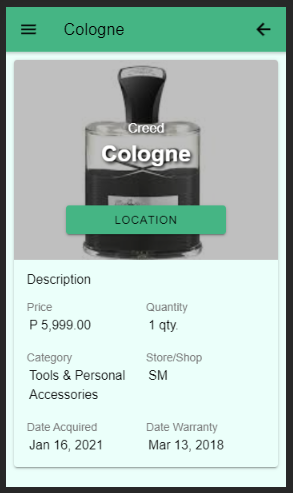 Cologne
Creed
Cologne
LOCATION
Description
Price
Quantity
P 5,999.00
1 qty.
Category
Store/Shop
Tools & Personal
Accessories
SM
Date Acquired
Date Warranty
Jan 16, 2021
Mar 13, 2018